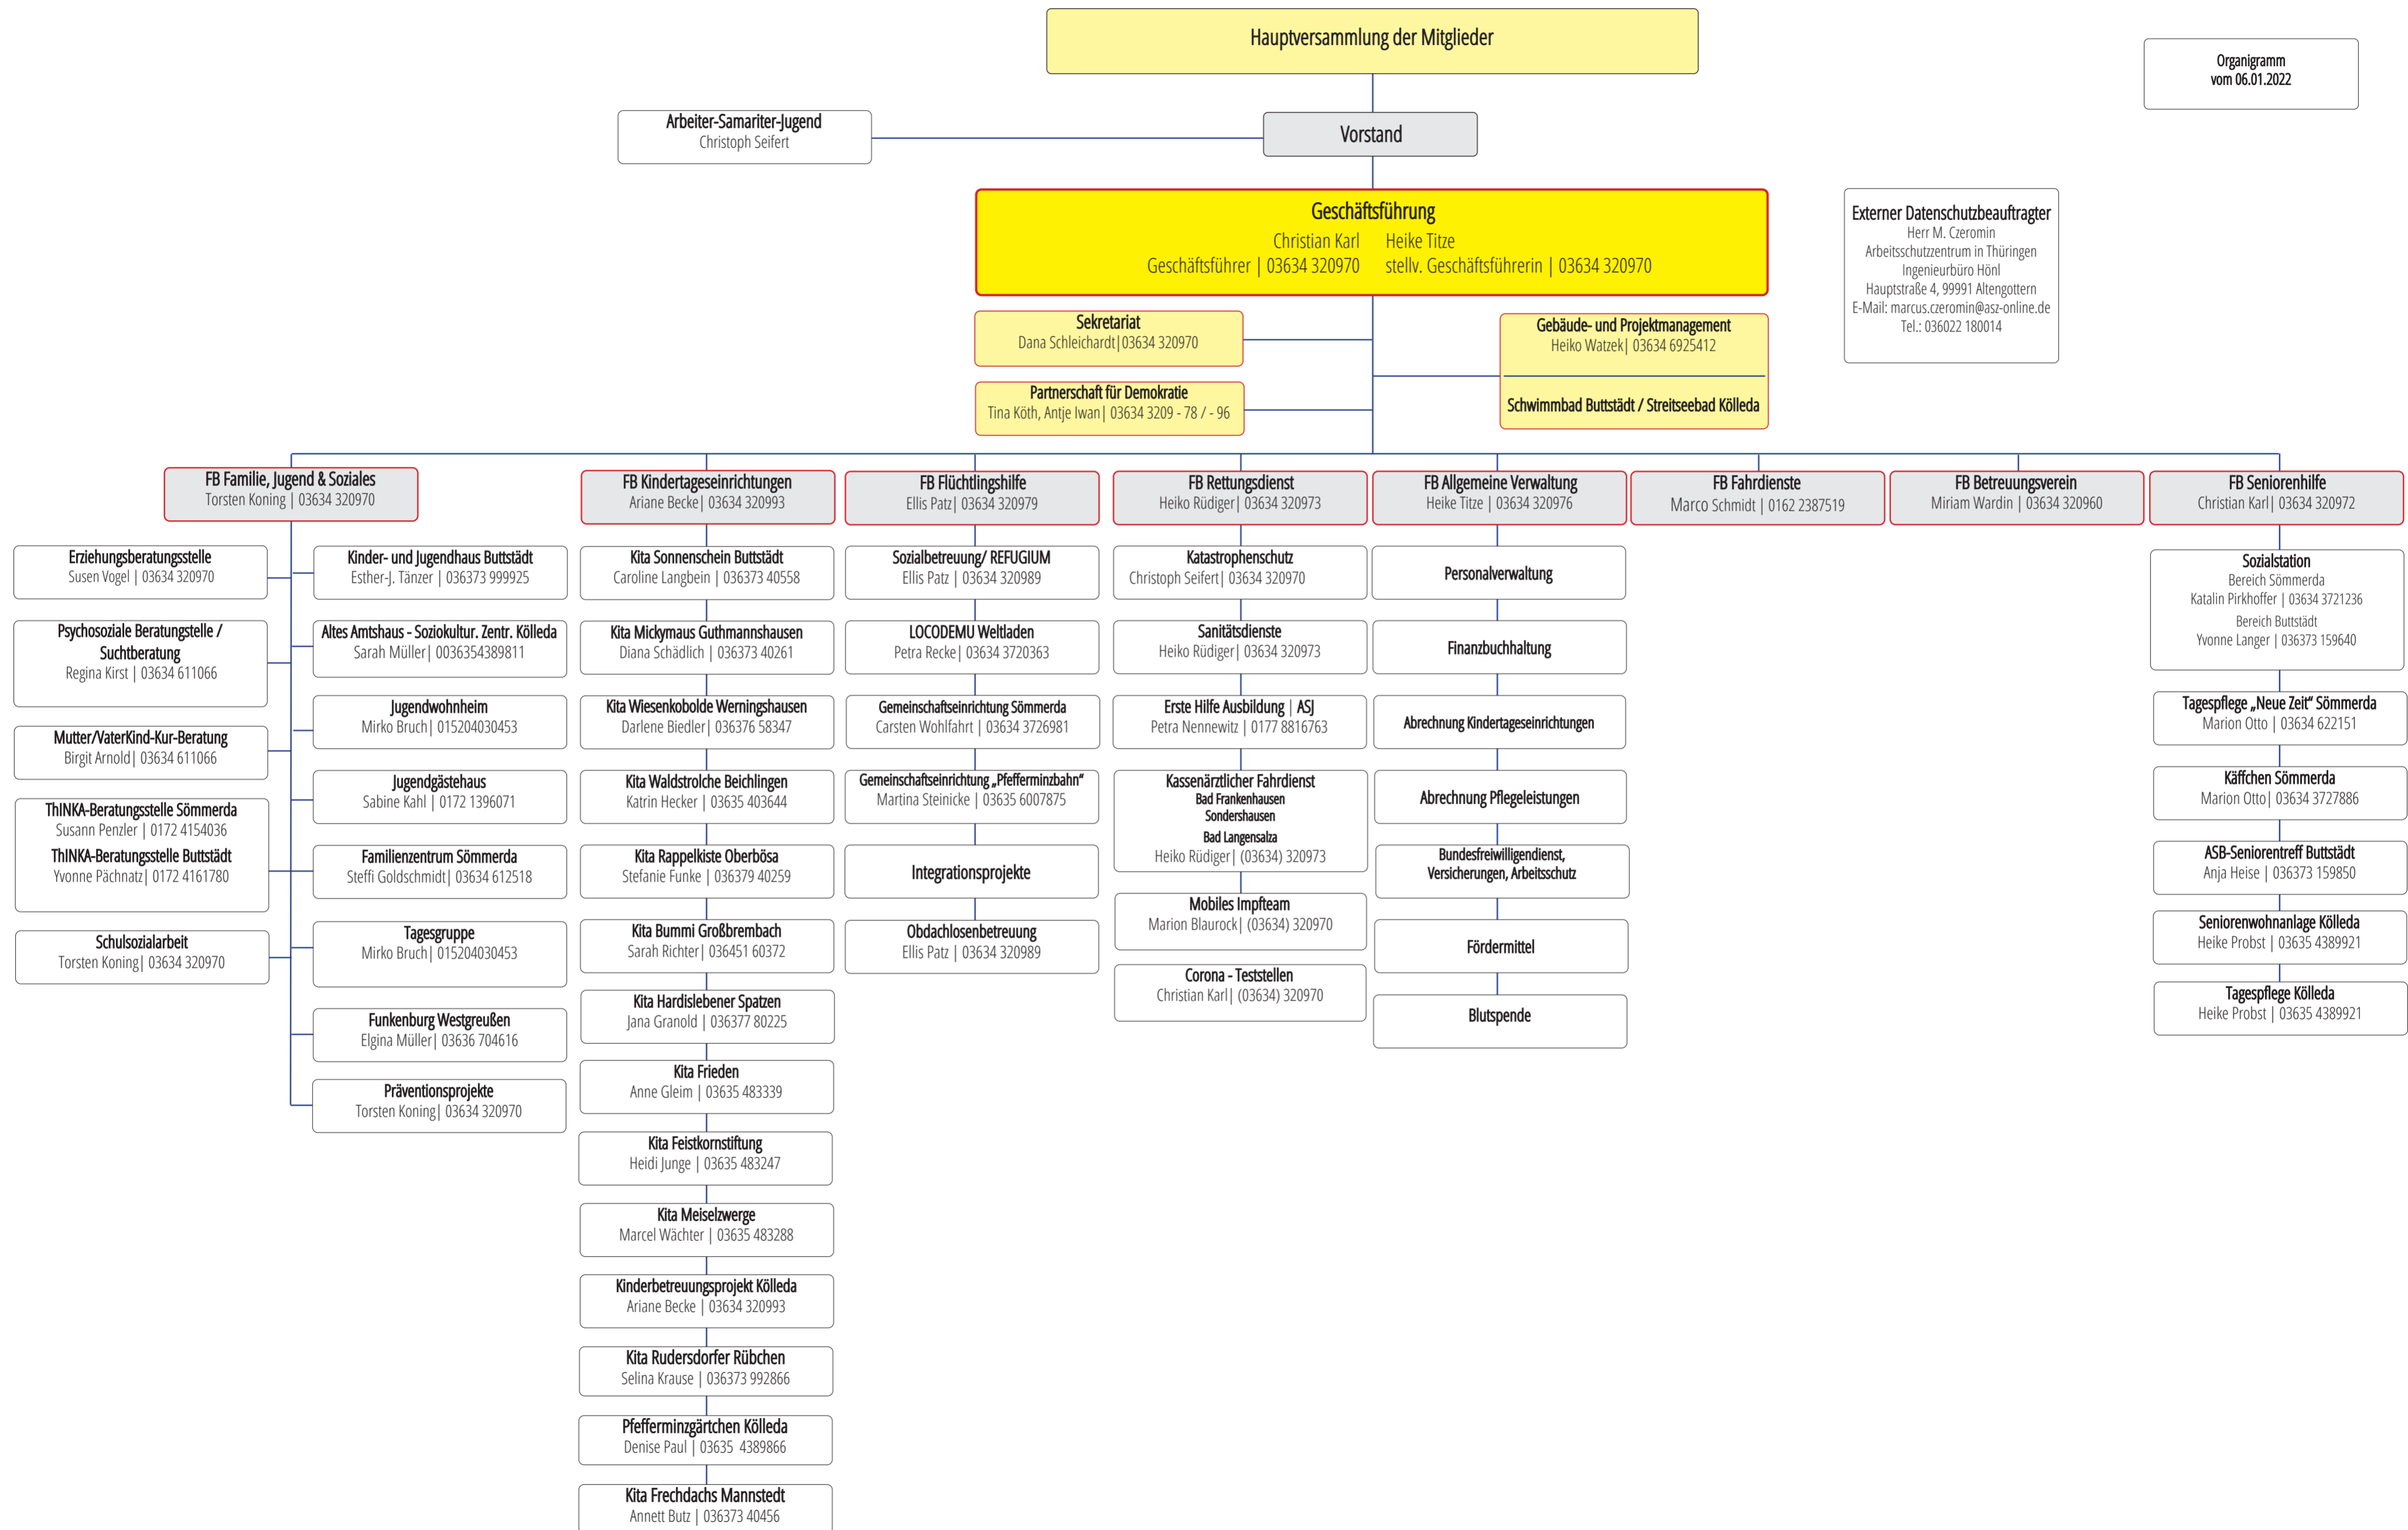 Hauptversammlung der Mitglieder
Organigramm
vom 06.01.2022
Arbeiter-Samariter-Jugend
Christoph Seifert
Vorstand
Geschäftsführung
Christian Karl
Geschäftsführer | 03634 320970
Heike Titze
stellv. Geschäftsführerin | 03634 320970
Externer Datenschutzbeauftragter
Herr M. Czeromin
Arbeitsschutzzentrum in Thüringen
Ingenieurbüro Hönl
Hauptstraße 4, 99991 Altengottern
E-Mail: marcus.czeromin@asz-online.de
Tel.: 036022 180014
Sekretariat
Dana Schleichardt|03634 320970
Gebäude- und Projektmanagement
Heiko Watzek| 03634 6925412
Schwimmbad Buttstädt / Streitseebad Kölleda
Partnerschaft für Demokratie
Tina Köth, Antje Iwan| 03634 3209 - 78 / - 96
FB Familie, Jugend & Soziales
Torsten Koning | 03634 320970
Erziehungsberatungsstelle
Susen Vogel | 03634 320970
Psychosoziale Beratungstelle /
Suchtberatung
Regina Kirst | 03634 611066
Mutter/VaterKind-Kur-Beratung
Birgit Arnold| 03634 611066
ThINKA-Beratungsstelle Sömmerda
Susann Penzler | 0172 4154036
ThINKA-Beratungsstelle Buttstädt
Yvonne Pächnatz| 0172 4161780
Schulsozialarbeit
Torsten Koning| 03634 320970
Kinder- und Jugendhaus Buttstädt
Esther-J. Tänzer | 036373 999925
Altes Amtshaus - Soziokultur. Zentr. Kölleda
Sarah Müller| 0036354389811
Jugendwohnheim
Mirko Bruch| 015204030453
Jugendgästehaus
Sabine Kahl | 0172 1396071
Familienzentrum Sömmerda
Steffi Goldschmidt| 03634 612518
Tagesgruppe
Mirko Bruch| 015204030453
Funkenburg Westgreußen
Elgina Müller| 03636 704616
Präventionsprojekte
Torsten Koning| 03634 320970
FB Kindertageseinrichtungen
Ariane Becke| 03634 320993
Kita Sonnenschein Buttstädt
Caroline Langbein | 036373 40558
Kita Mickymaus Guthmannshausen
Diana Schädlich | 036373 40261
Kita Wiesenkobolde Werningshausen
Darlene Biedler| 036376 58347
Kita Waldstrolche Beichlingen
Katrin Hecker | 03635 403644
Kita Rappelkiste Oberbösa
Stefanie Funke | 036379 40259
Kita Bummi Großbrembach
Sarah Richter| 036451 60372
Kita Hardislebener Spatzen
Jana Granold | 036377 80225
Kita Frieden
Anne Gleim | 03635 483339
Kita Feistkornstiftung
Heidi Junge | 03635 483247
Kita Meiselzwerge
Marcel Wächter | 03635 483288
Kinderbetreuungsprojekt Kölleda
Ariane Becke | 03634 320993
Kita Rudersdorfer Rübchen
Selina Krause | 036373 992866
Pfefferminzgärtchen Kölleda
Denise Paul | 03635 4389866
Kita Frechdachs Mannstedt
Annett Butz | 036373 40456
FB Flüchtlingshilfe
Ellis Patz| 03634 320979
Sozialbetreuung/ REFUGIUM
Ellis Patz | 03634 320989
LOCODEMU Weltladen
Petra Recke| 03634 3720363
Gemeinschaftseinrichtung Sömmerda
Carsten Wohlfahrt | 03634 3726981
Gemeinschaftseinrichtung „Pfefferminzbahn“
Martina Steinicke | 03635 6007875
Integrationsprojekte
Obdachlosenbetreuung
Ellis Patz | 03634 320989
FB Rettungsdienst
Heiko Rüdiger| 03634 320973
Katastrophenschutz
Christoph Seifert| 03634 320970
Sanitätsdienste
Heiko Rüdiger| 03634 320973
Erste Hilfe Ausbildung | ASJ
Petra Nennewitz | 0177 8816763
Kassenärztlicher Fahrdienst
Bad Frankenhausen
Sondershausen
Bad Langensalza
Heiko Rüdiger| (03634) 320973
Mobiles Impfteam
Marion Blaurock| (03634) 320970
Corona - Teststellen
Christian Karl| (03634) 320970
FB Allgemeine Verwaltung
Heike Titze | 03634 320976
Personalverwaltung
Finanzbuchhaltung
Abrechnung Kindertageseinrichtungen
Abrechnung Pflegeleistungen
Bundesfreiwilligendienst,
Versicherungen, Arbeitsschutz
Fördermittel
Blutspende
FB Fahrdienste
Marco Schmidt | 0162 2387519
FB Betreuungsverein
Miriam Wardin | 03634 320960
FB Seniorenhilfe
Christian Karl| 03634 320972
Sozialstation
Bereich Sömmerda
Katalin Pirkhoffer | 03634 3721236
Bereich Buttstädt
Yvonne Langer | 036373 159640
Tagespflege „Neue Zeit“ Sömmerda
Marion Otto | 03634 622151
Käffchen Sömmerda
Marion Otto| 03634 3727886
ASB-Seniorentreff Buttstädt
Anja Heise | 036373 159850
Seniorenwohnanlage Kölleda
Heike Probst | 03635 4389921
Tagespflege Kölleda
Heike Probst | 03635 4389921